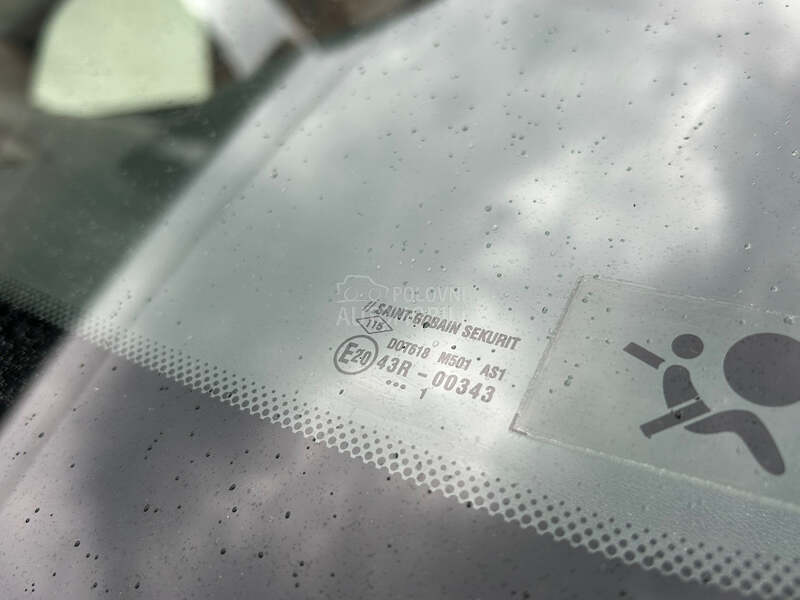 POLOVNI
// SAINT-GOBAIN SEKURIT
116
DOT618 M501 AS1
E20 43R - 00343
••• 1